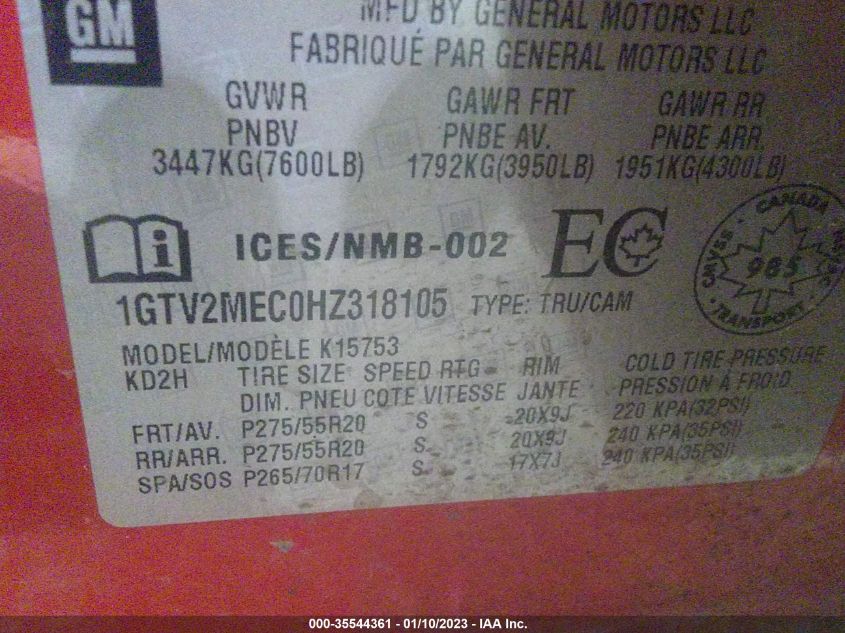 GM
MFD BY GENERAL MOTORS LLC
FABRIQUÉ PAR GENERAL MOTORS LLC
GVWR GAWR FRT GAWR RR
PNBV PNBE AV. PNBE ARR.
3447KG(7600LB) 1792KG(3950LB) 1951KG(4300LB)
GM
i ICES/NMB-002 EC
CANADA
985
TRANSPORT
1GTV2MEC0HZ318105 TYPE: TRU/CAM
MODEL/MODÈLE K15753
KD2H TIRE SIZE SPEED RTG RIM COLD TIRE PRESSURE
DIM. PNEU COTE VITESSE JANTE PRESSION À FROID
FRT/AV. P275/55R20 S 20X9J 220 KPA(32PSI)
RR/ARR. P275/55R20 S 20X9J 240 KPA(35PSI)
SPA/SOS P265/70R17 S 17X7J 240 KPA(35PSI)
000-35544361 - 01/10/2023 - IAA Inc.